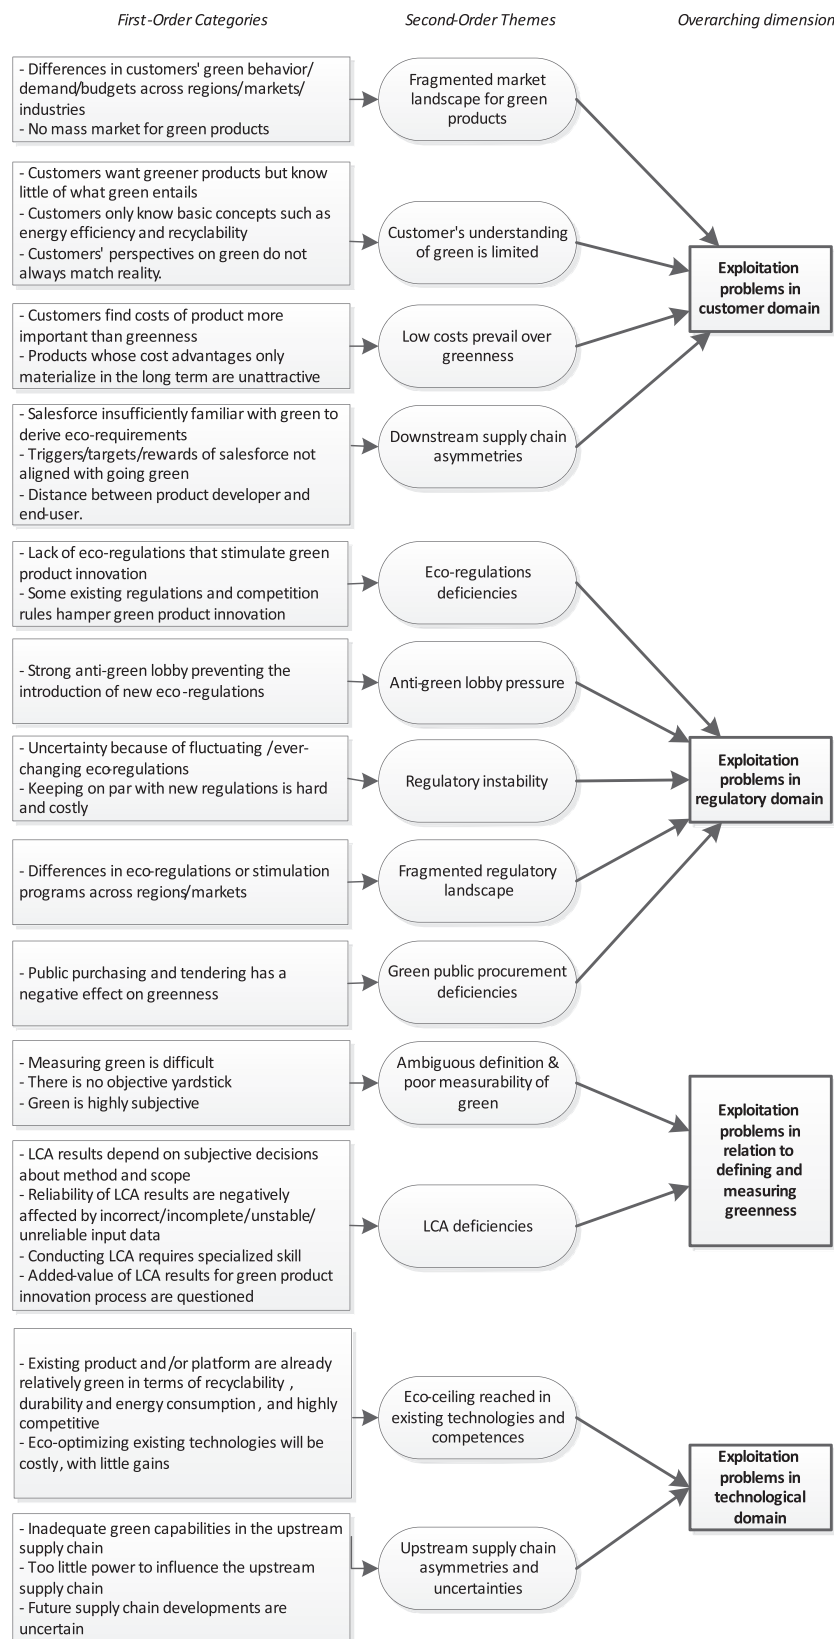 First-Order Categories
Second-Order Themes
Overarching dimension
- Differences in customers' green behavior/
demand/budgets across regions/markets/
industries
- No mass market for green products
Fragmented market
landscape for green
products
- Customers want greener products but know
little of what green entails
- Customers only know basic concepts such as
energy efficiency and recyclability
- Customers' perspectives on green do not
always match reality.
Customer's understanding
of green is limited
Exploitation
problems in
customer domain
- Customers find costs of product more
important than greenness
- Products whose cost advantages only
materialize in the long term are unattractive
Low costs prevail over
greenness
- Salesforce insufficiently familiar with green to
derive eco-requirements
- Triggers/targets/rewards of salesforce not
aligned with going green
- Distance between product developer and
end-user.
Downstream supply chain
asymmetries
- Lack of eco-regulations that stimulate green
product innovation
- Some existing regulations and competition
rules hamper green product innovation
Eco-regulations
deficiencies
- Strong anti-green lobby preventing the
introduction of new eco-regulations
Anti-green lobby pressure
- Uncertainty because of fluctuating /ever-
changing eco-regulations
- Keeping on par with new regulations is hard
and costly
Regulatory instability
Exploitation
problems in
regulatory domain
- Differences in eco-regulations or stimulation
programs across regions/markets
Fragmented regulatory
landscape
- Public purchasing and tendering has a
negative effect on greenness
Green public procurement
deficiencies
- Measuring green is difficult
- There is no objective yardstick
- Green is highly subjective
Ambiguous definition &
poor measurability of
green
Exploitation
problems in
relation to
defining and
measuring
greenness
- LCA results depend on subjective decisions
about method and scope
- Reliability of LCA results are negatively
affected by incorrect/incomplete/unstable/
unreliable input data
- Conducting LCA requires specialized skill
- Added-value of LCA results for green product
innovation process are questioned
LCA deficiencies
- Existing product and/or platform are already
relatively green in terms of recyclability ,
durability and energy consumption, and highly
competitive
- Eco-optimizing existing technologies will be
costly, with little gains
Eco-ceiling reached in
existing technologies and
competences
Exploitation
problems in
technological
domain
- Inadequate green capabilities in the upstream
supply chain
- Too little power to influence the upstream
supply chain
- Future supply chain developments are
uncertain
Upstream supply chain
asymmetries and
uncertainties